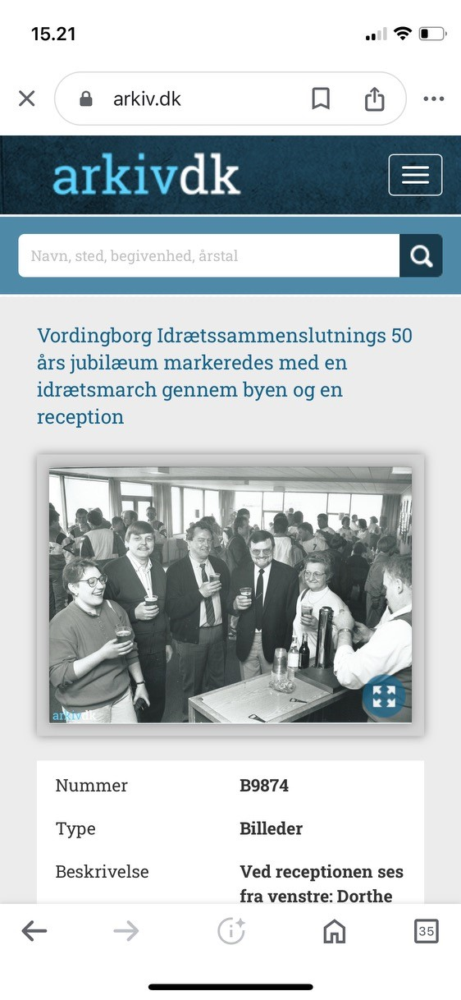 15.21
arkiv.dk
arkivdk
Navn, sted, begivenhed, årstal
Vordingborg Idrætssammenslutnings 50
års jubilæum markeredes med en
idrætsmarch gennem byen og en
reception
7
arkivdk
Nummer B9874
Type Billeder
Beskrivelse Ved receptionen ses
fra venstre: Dorthe
35